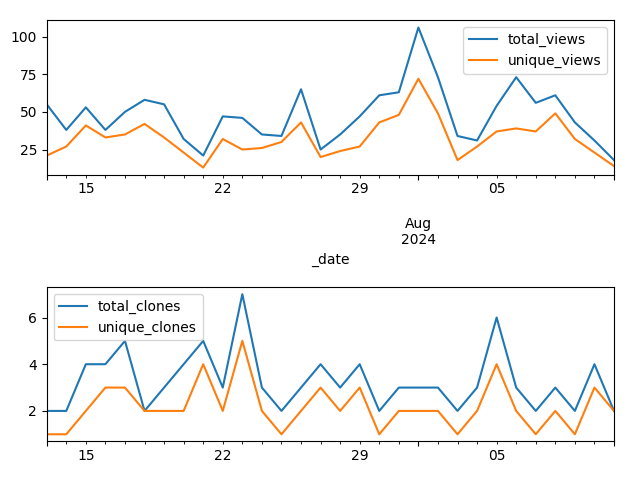 100
75
50
25
total_views
unique_views
15
22
29
05
Aug
2024
_date
6
4
2
total_clones
unique_clones
15
22
29
05